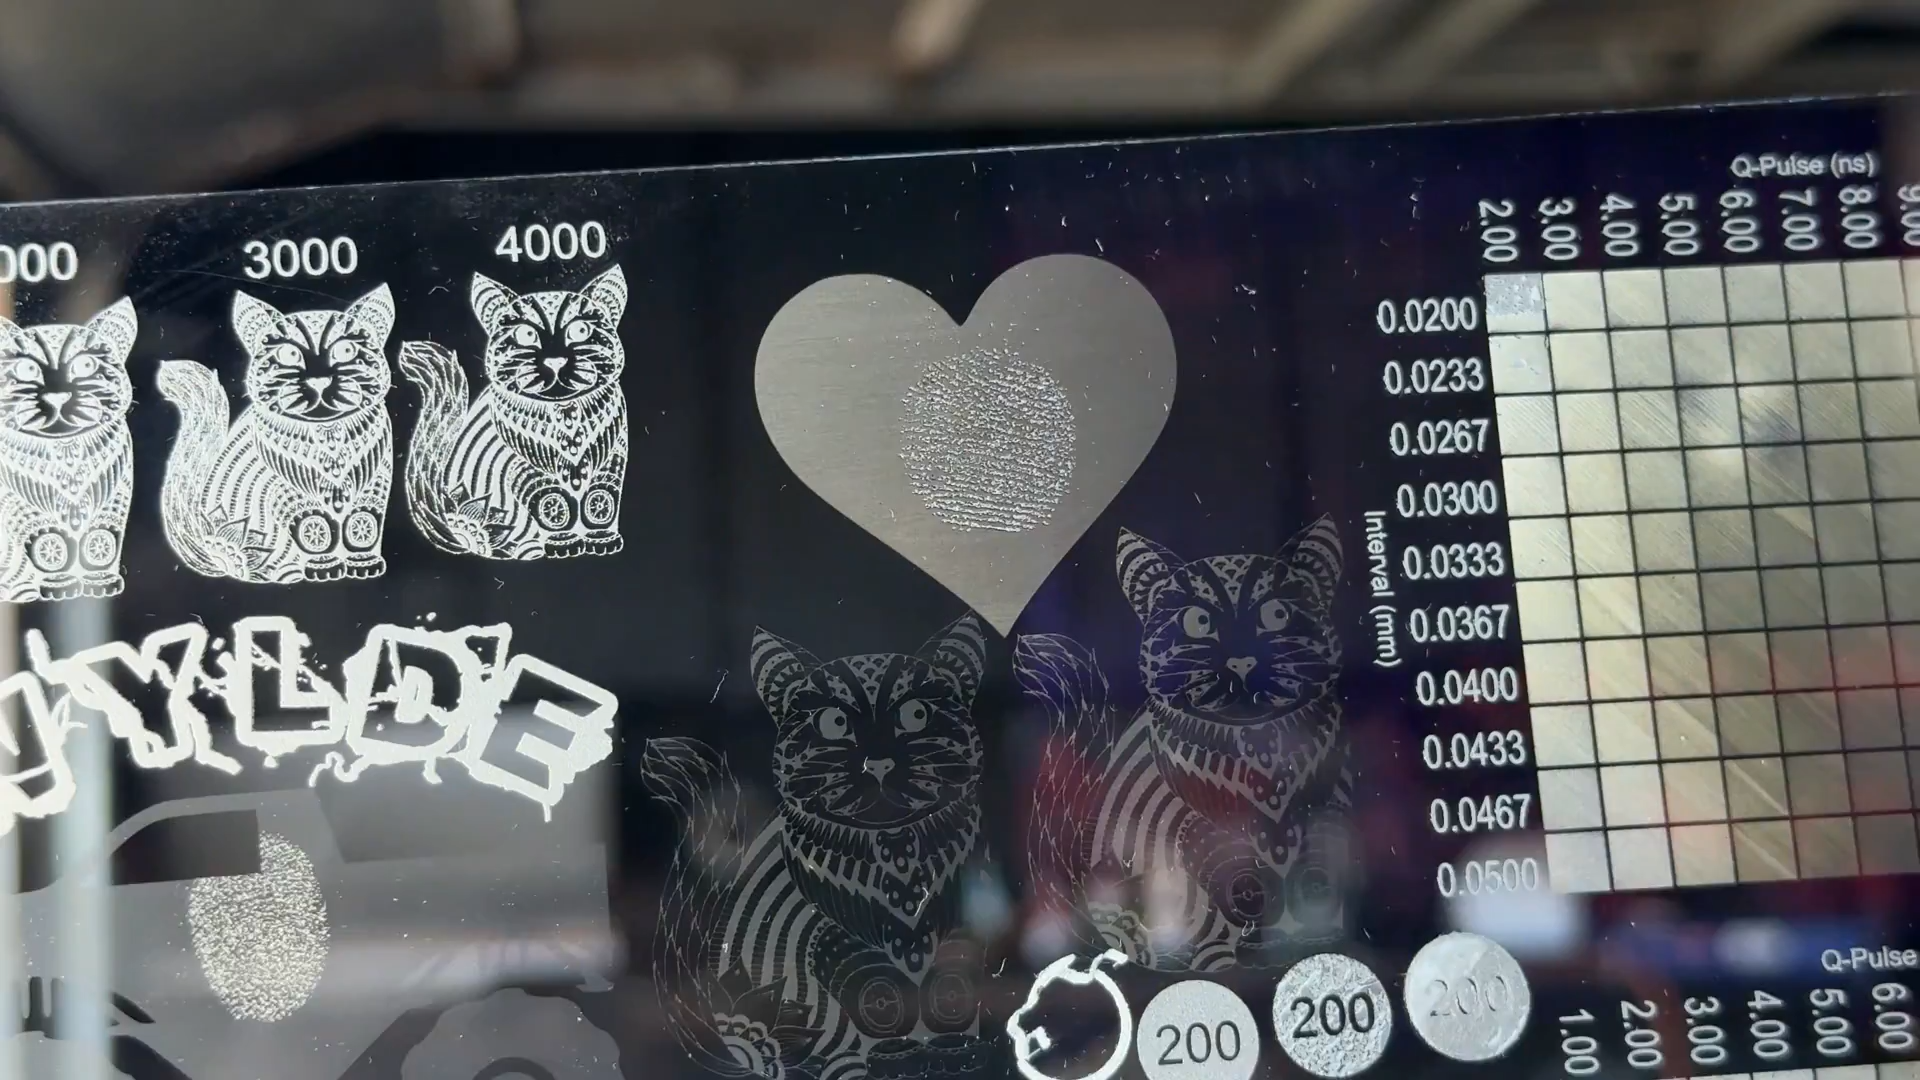 000 3000 4000
Q-Pulse (ns)
2.00 3.00 4.00 5.00 6.00 7.00 8.00 9.00
Interval (mm)
0.0200
0.0233
0.0267
0.0300
0.0333
0.0367
0.0400
0.0433
0.0467
0.0500
YLDE
200 200 200
Q-Pulse
1.00 2.00 3.00 4.00 5.00 6.00